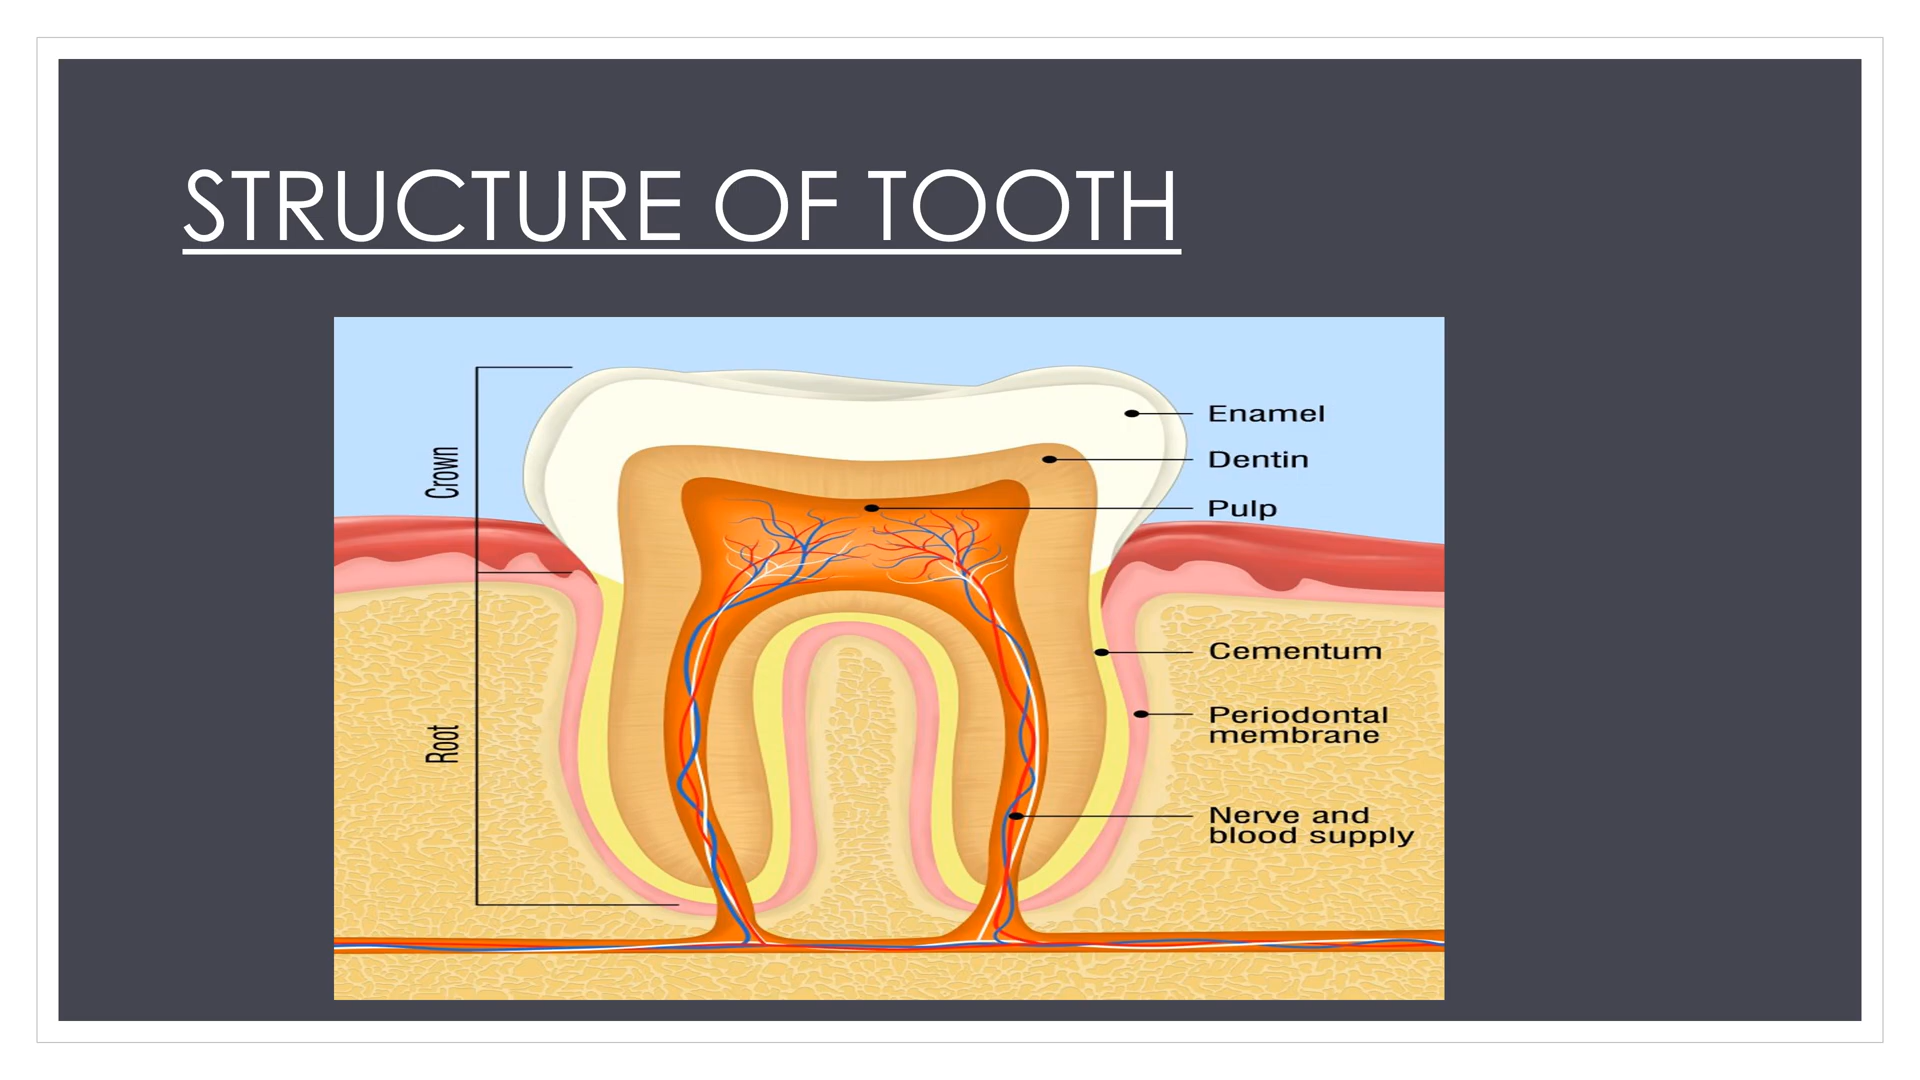 STRUCTURE OF TOOTH
Crown
Root
Enamel
Dentin
Pulp
Cementum
Periodontal
membrane
Nerve and
blood supply